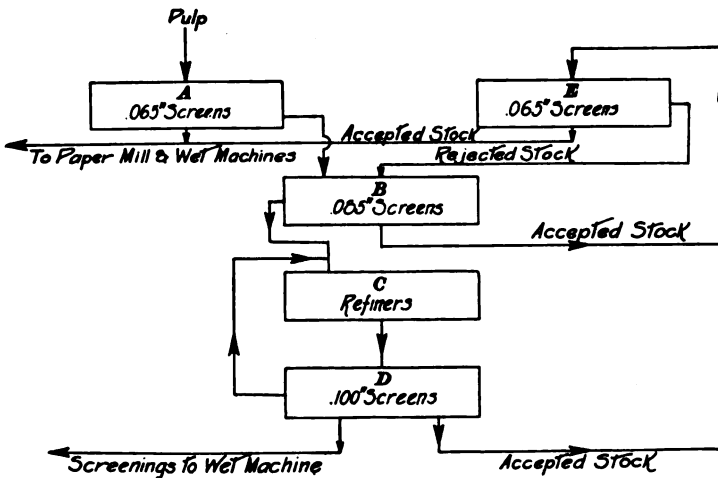 Pulp
A
.065" Screens
E
.065" Screens
Accepted Stock
To Paper Mill & Wet Machines
Rejected Stock
B
.085" Screens
Accepted Stock
C
Refiners
D
.100" Screens
Screenings to Wet Machine
Accepted Stock